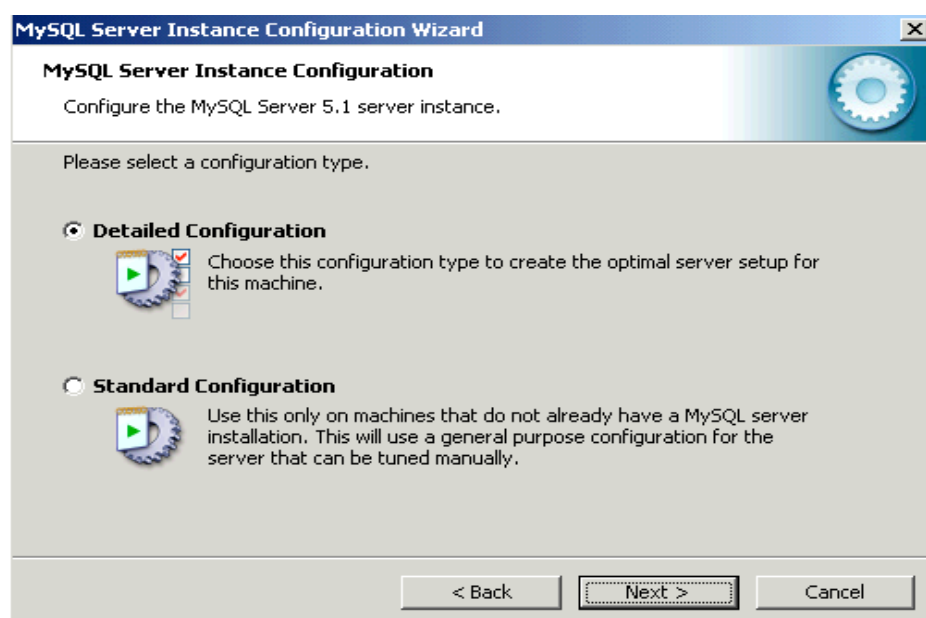 MySQL Server Instance Configuration Wizard
MySQL Server Instance Configuration
Configure the MySQL Server 5.1 server instance.
Please select a configuration type.
Detailed Configuration
Choose this configuration type to create the optimal server setup for
this machine.
Standard Configuration
Use this only on machines that do not already have a MySQL server
installation. This will use a general purpose configuration for the
server that can be tuned manually.
< Back
Next >
Cancel